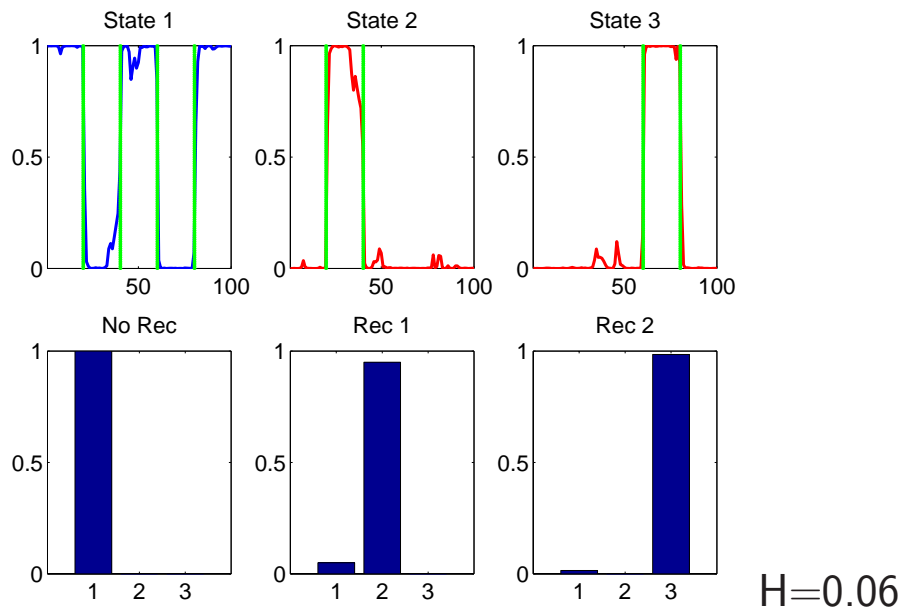 State 1 State 2 State 3
1 1 1
0.5 0.5 0.5
0 0 0
50 100 50 100 50 100
No Rec Rec 1 Rec 2
1 1 1
0.5 0.5 0.5
0 0 0
1 2 3 1 2 3 1 2 3
H=0.06